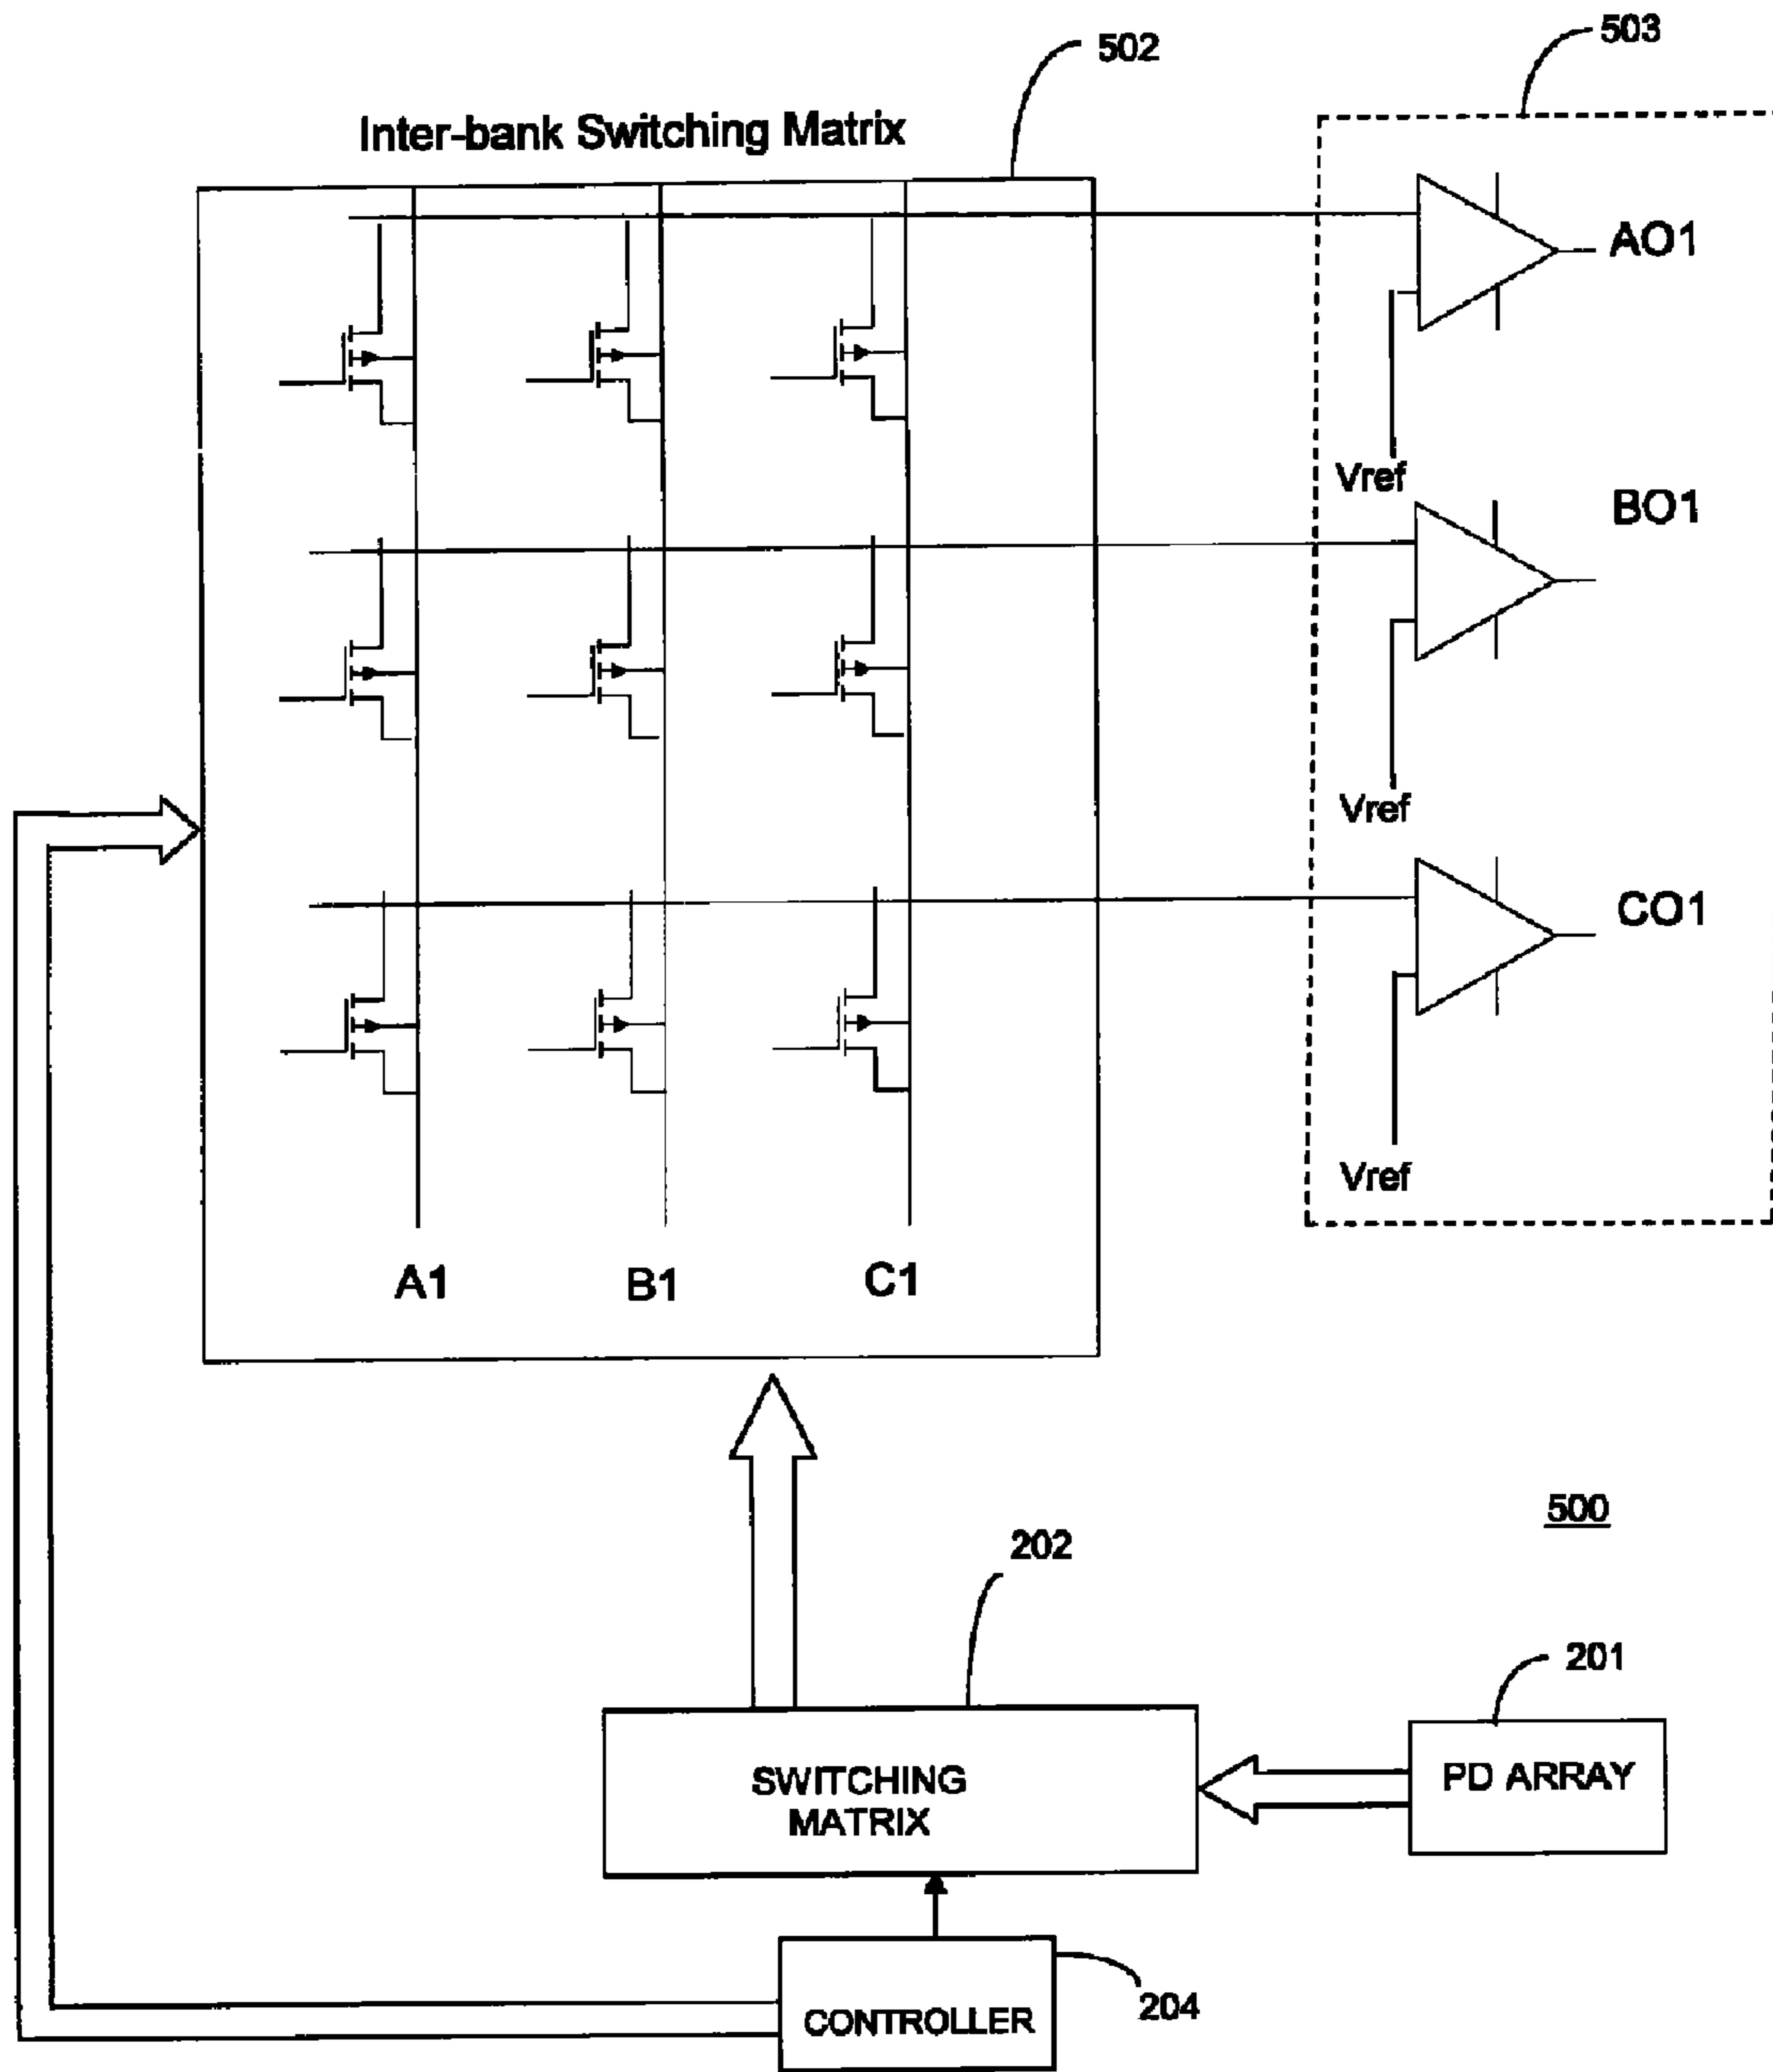 503
502
Inter-bank Switching Matrix
AO1
Vref
BO1
Vref
CO1
Vref
A1 B1 C1
500
202
201
SWITCHING
MATRIX
PD ARRAY
204
CONTROLLER